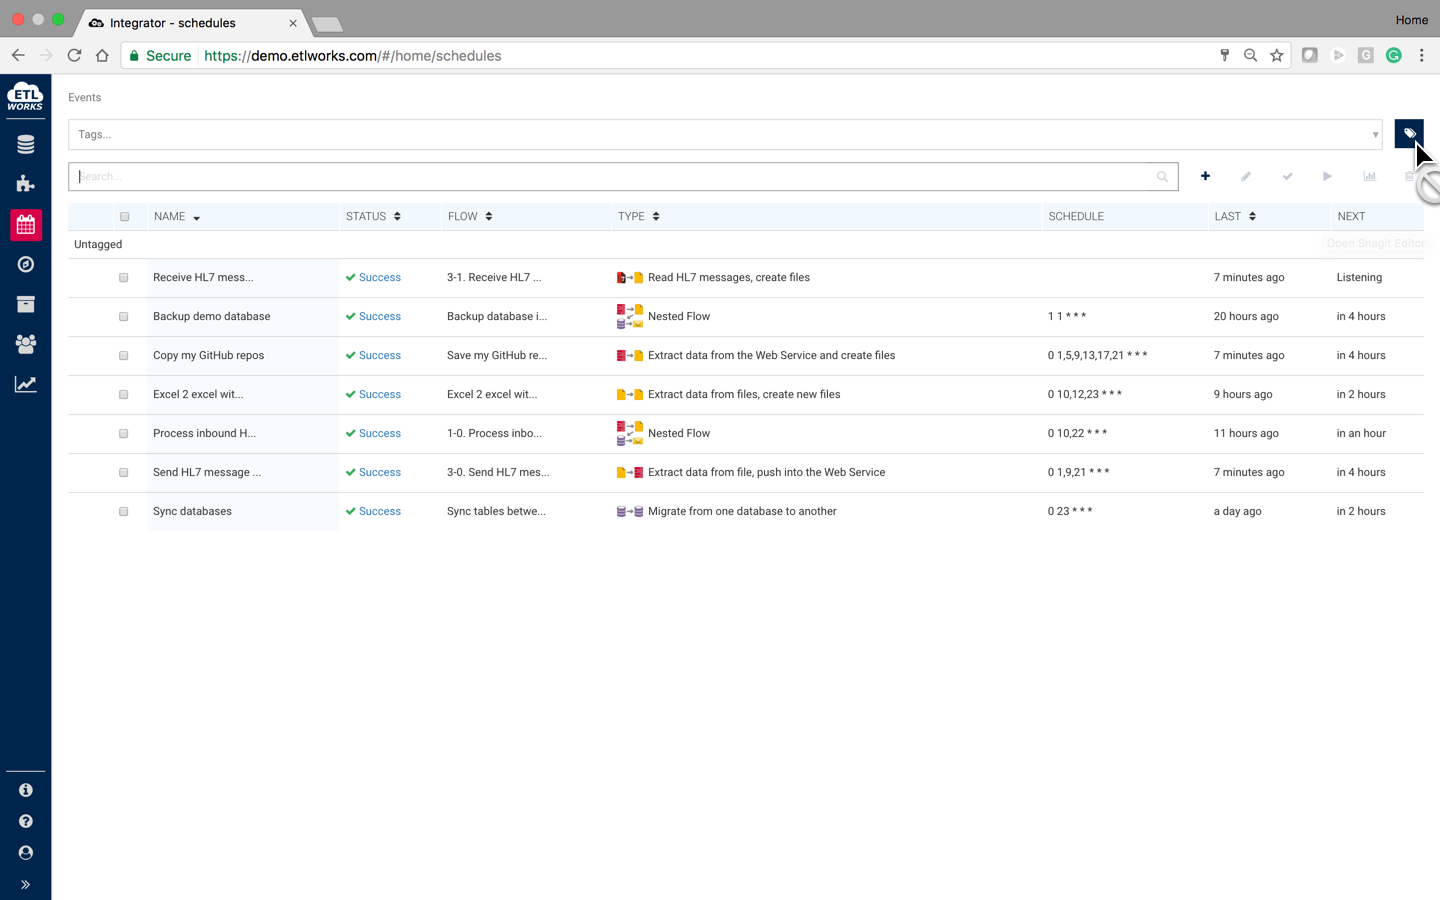 Integrator - schedules
Home
Secure https://demo.etlworks.com/#/home/schedules
ETL
WORKS
Events
Tags...
Search...
NAME STATUS FLOW TYPE SCHEDULE LAST NEXT
Untagged
Open Snagit Editor
Receive HL7 mess... Success 3-1. Receive HL7 ... Read HL7 messages, create files 7 minutes ago Listening
Backup demo database Success Backup database i... Nested Flow 1 1 * * * 20 hours ago in 4 hours
Copy my GitHub repos Success Save my GitHub re... Extract data from the Web Service and create files 0 1,5,9,13,17,21 * * * 7 minutes ago in 4 hours
Excel 2 excel wit... Success Excel 2 excel wit... Extract data from files, create new files 0 10,12,23 * * * 9 hours ago in 2 hours
Process inbound H... Success 1-0. Process inbo... Nested Flow 0 10,22 * * * 11 hours ago in an hour
Send HL7 message ... Success 3-0. Send HL7 mes... Extract data from file, push into the Web Service 0 1,9,21 * * * 7 minutes ago in 4 hours
Sync databases Success Sync tables betwe... Migrate from one database to another 0 23 * * * a day ago in 2 hours